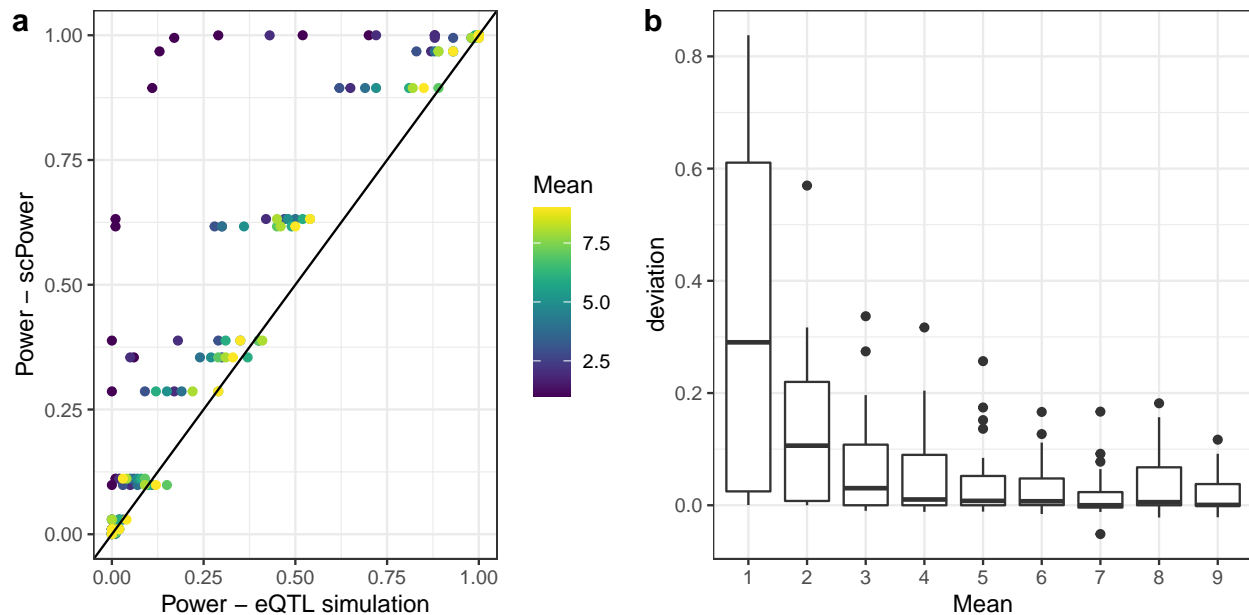 a
1.00
0.75
0.50
0.25
0.00
Power − scPower
0.00 0.25 0.50 0.75 1.00
Power − eQTL simulation
Mean
7.5
5.0
2.5
b
0.8
0.6
0.4
0.2
0.0
deviation
1 2 3 4 5 6 7 8 9
Mean